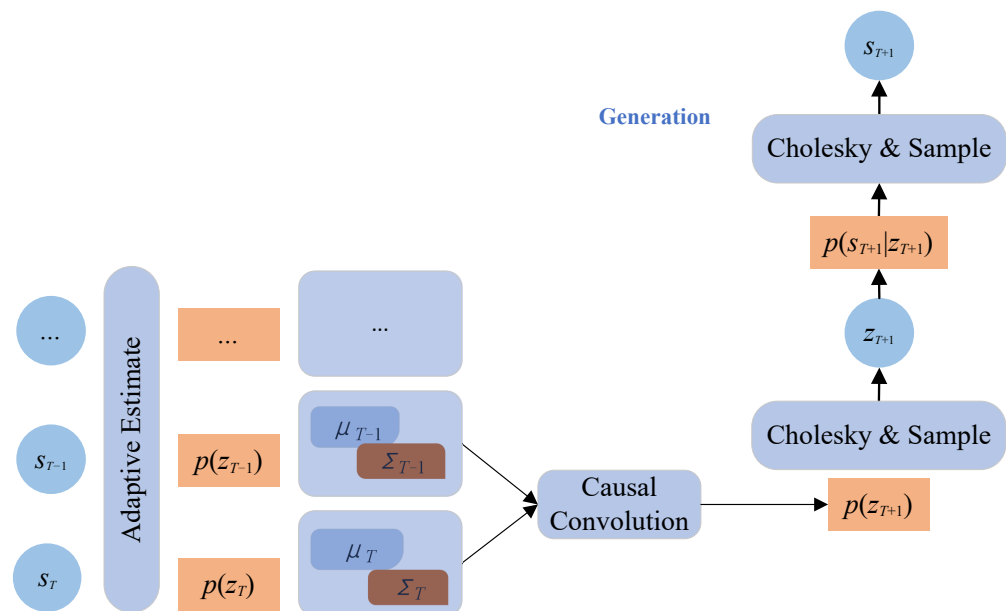 s_{T+1}
Generation
Cholesky & Sample
p(s_{T+1}|z_{T+1})
z_{T+1}
Cholesky & Sample
p(z_{T+1})
Adaptive Estimate
...
...
...
s_{T−1}
p(z_{T−1})
μ_{T−1}
Σ_{T−1}
s_T
p(z_T)
μ_T
Σ_T
Causal
Convolution